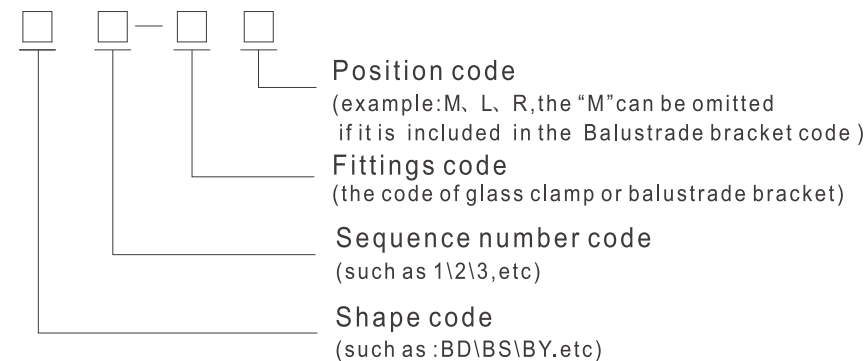 Position code
(example:M、L、R,the “M”can be omitted
if it is included in the Balustrade bracket code )
Fittings code
(the code of glass clamp or balustrade bracket)
Sequence number code
(such as 1\2\3,etc)
Shape code
(such as :BD\BS\BY.etc)